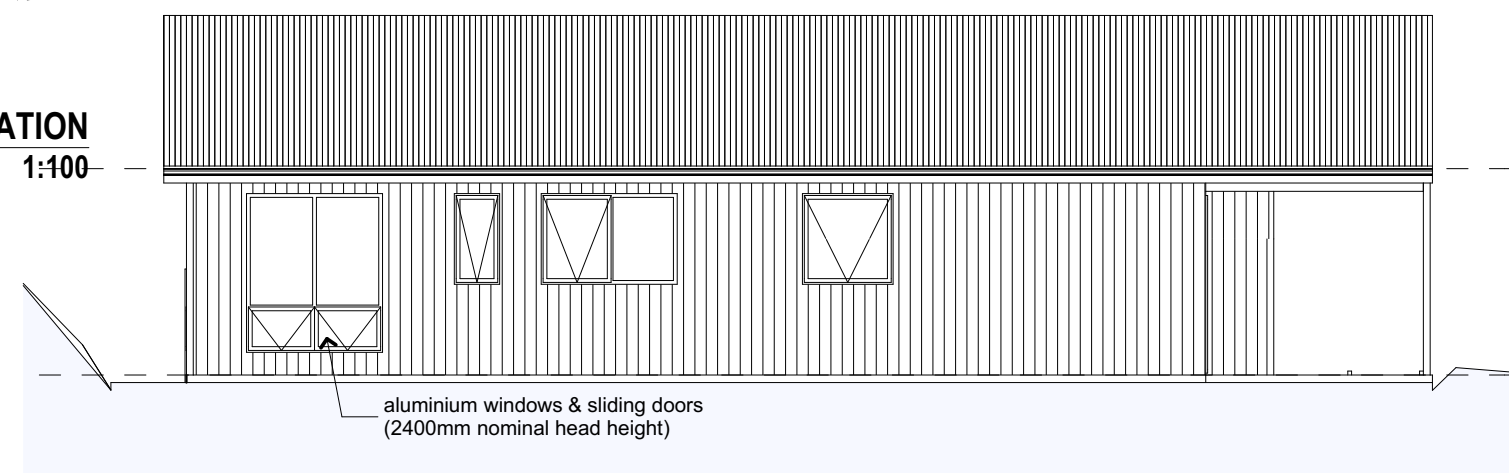 ATION
1:100
aluminium windows & sliding doors
(2400mm nominal head height)